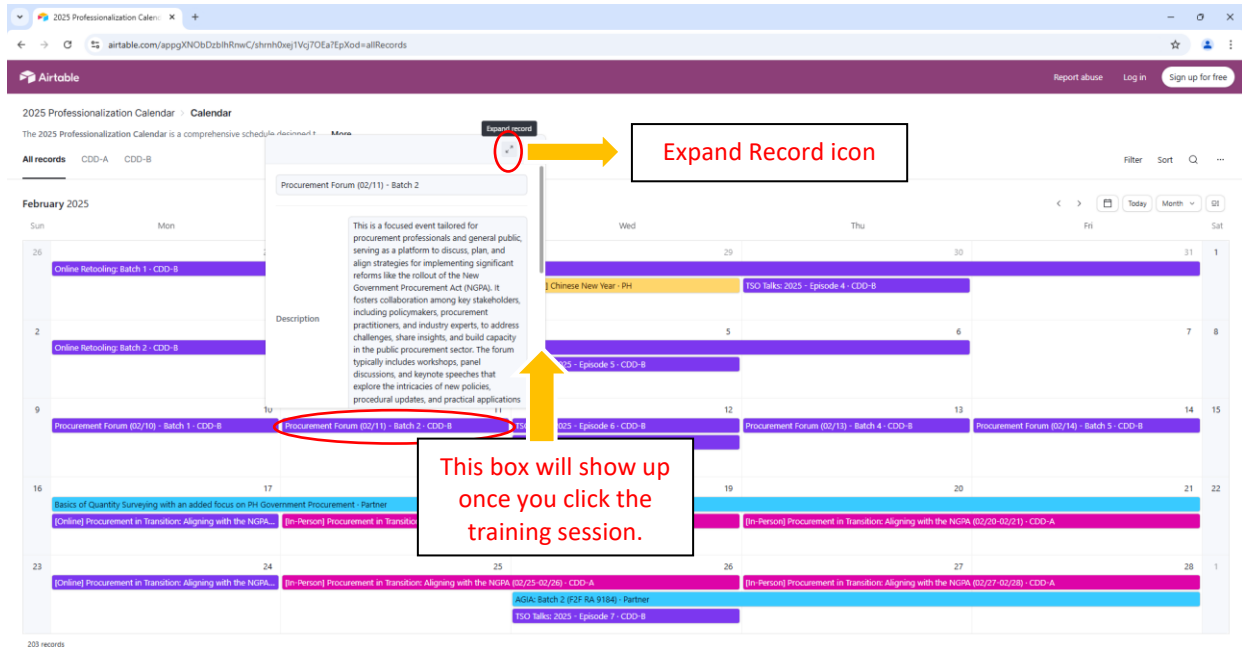 2025 Professionalization Calend
airtable.com/appgXNObDzblhRnwC/shrmh0xej1Vcj7OEa?EpXod=allRecords
Airtable
Report abuse Log in Sign up for free
2025 Professionalization Calendar > Calendar
The 2025 Professionalization Calendar is a comprehensive schedule designed t... More
Expand record
Expand Record icon
All records CDD-A CDD-B
Filter Sort
Procurement Forum (02/11) - Batch 2
February 2025
Today Month
Sun Mon Wed Thu Fri Sat
Description
This is a focused event tailored for
procurement professionals and general public,
serving as a platform to discuss, plan, and
align strategies for implementing significant
reforms like the rollout of the New
Government Procurement Act (NGPA). It
fosters collaboration among key stakeholders,
including policymakers, procurement
practitioners, and industry experts, to address
challenges, share insights, and build capacity
in the public procurement sector. The forum
typically includes workshops, panel
discussions, and keynote speeches that
explore the intricacies of new policies,
procedural updates, and practical applications
26 29 30 31 1
Online Retooling: Batch 1 - CDD-B
] Chinese New Year - PH
TSO Talks: 2025 - Episode 4 - CDD-B
2 5 6 7 8
Online Retooling: Batch 2 - CDD-B
2025 - Episode 5 - CDD-B
9 10 11 12 13 14 15
Procurement Forum (02/10) - Batch 1 - CDD-B
Procurement Forum (02/11) - Batch 2 - CDD-B
TSO 2025 - Episode 6 - CDD-B
Procurement Forum (02/13) - Batch 4 - CDD-B
Procurement Forum (02/14) - Batch 5 - CDD-B
This box will show up
once you click the
training session.
16 17 19 20 21 22
Basics of Quantity Surveying with an added focus on PH Government Procurement - Partner
[Online] Procurement in Transition: Aligning with the NGPA...
[In-Person] Procurement in Transitio
[In-Person] Procurement in Transition: Aligning with the NGPA (02/20-02/21) - CDD-A
23 24 25 26 27 28 1
[Online] Procurement in Transition: Aligning with the NGPA...
[In-Person] Procurement in Transition: Aligning with the NGPA (02/25-02/26) - CDD-A
[In-Person] Procurement in Transition: Aligning with the NGPA (02/27-02/28) - CDD-A
AGIA: Batch 2 (F2F RA 9184) - Partner
TSO Talks: 2025 - Episode 7 - CDD-B
203 records